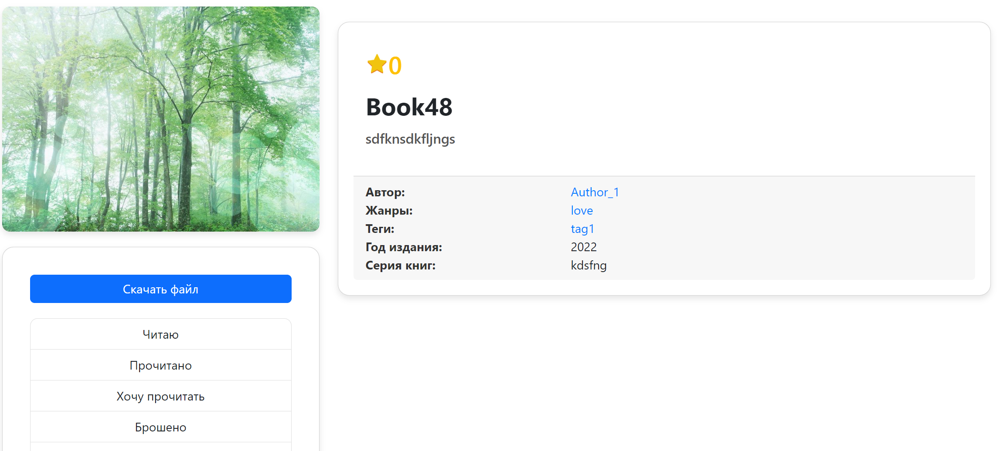 0
Book48
sdfknsdkfljngs
Автор: Author_1
Жанры: love
Теги: tag1
Год издания: 2022
Серия книг: kdsfng
Скачать файл
Читаю
Прочитано
Хочу прочитать
Брошено